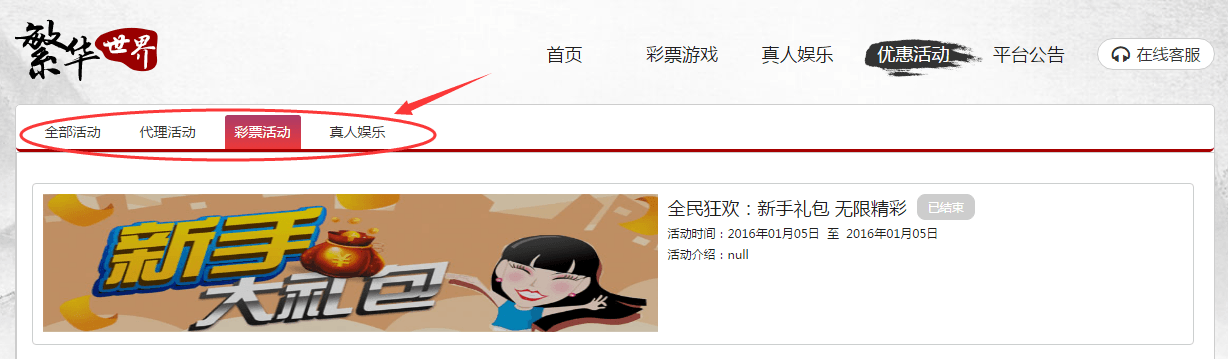 繁华世界
首页 彩票游戏 真人娱乐 优惠活动 平台公告 在线客服
全部活动 代理活动 彩票活动 真人娱乐
新手
大礼包
全民狂欢：新手礼包 无限精彩 已结束
活动时间：2016年01月05日 至 2016年01月05日
活动介绍：null